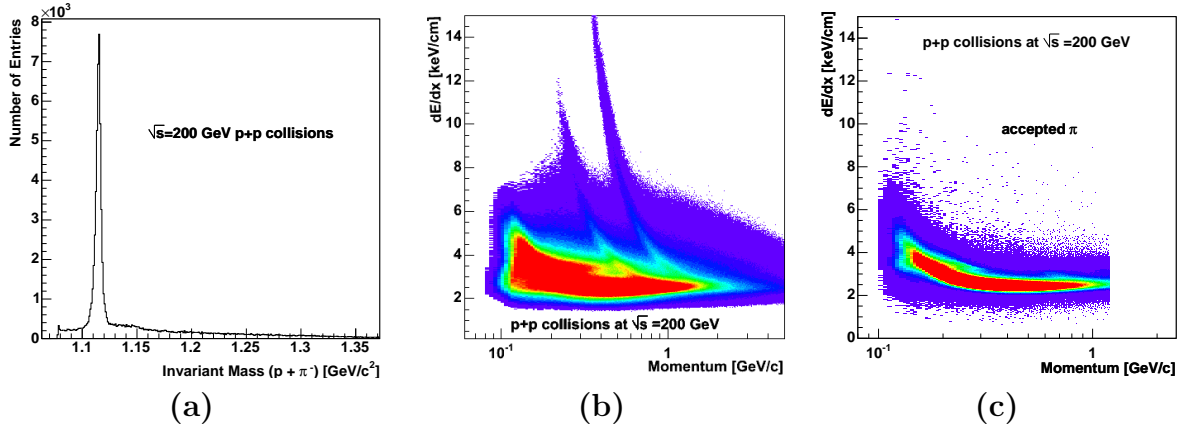 ×10³
8
7
6
5
4
3
2
1
0
Number of Entries
√s=200 GeV p+p collisions
1.1 1.15 1.2 1.25 1.3 1.35
Invariant Mass (p + π⁻) [GeV/c²]
(a)
dE/dx [keV/cm]
14
12
10
8
6
4
2
p+p collisions at √s =200 GeV
10⁻¹ 1
Momentum [GeV/c]
(b)
dE/dx [keV/cm]
14
12
10
8
6
4
2
0
p+p collisions at √s =200 GeV
accepted π
10⁻¹ 1
Momentum [GeV/c]
(c)